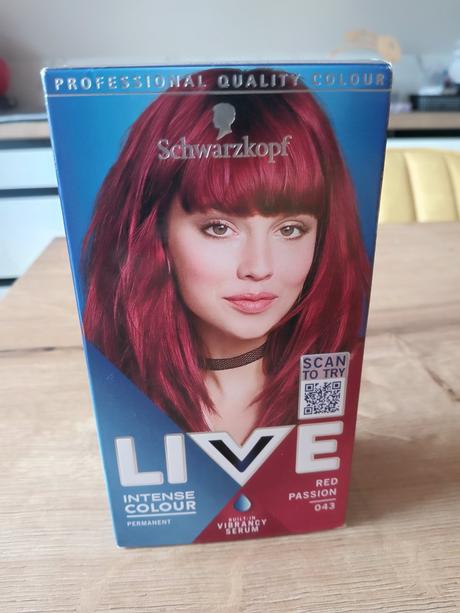 PROFESSIONAL QUALITY COLOUR
Schwarzkopf
SCAN
TO TRY
LIVE
INTENSE
COLOUR
PERMANENT
BUILT-IN
VIBRANCY
SERUM
RED
PASSION
043